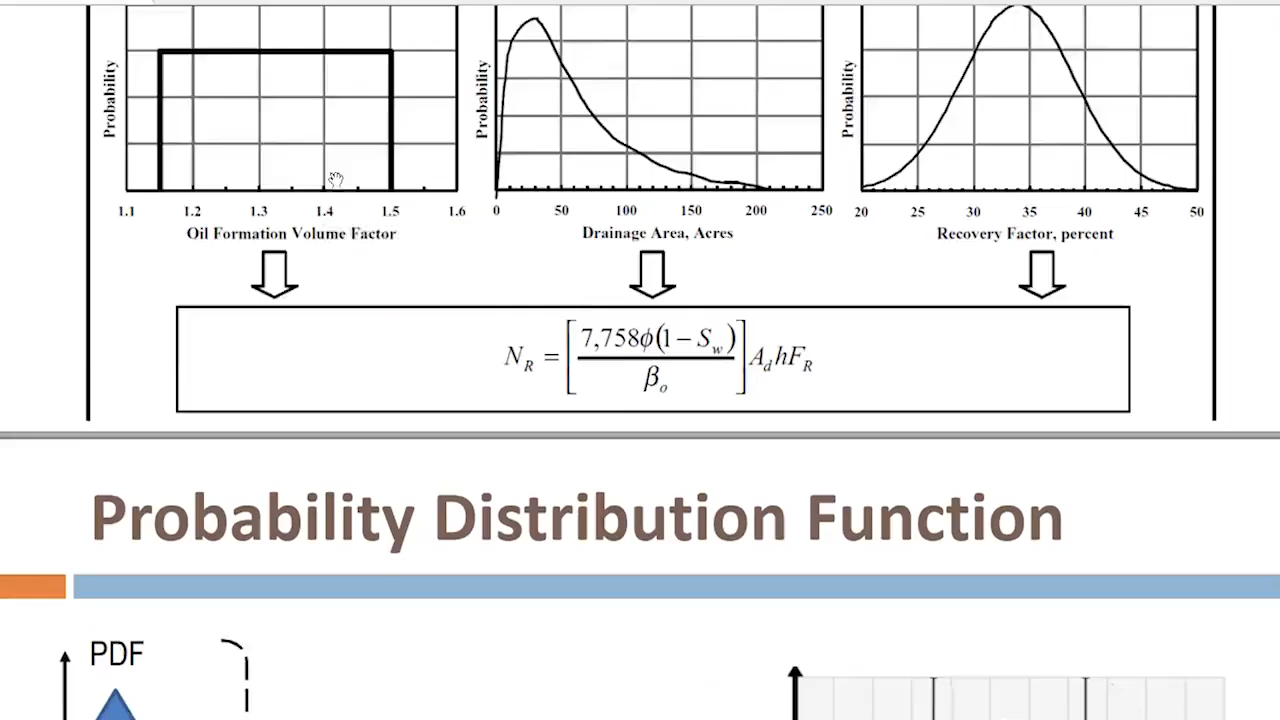 Probability
Probability
Probability
1.1 1.2 1.3 1.4 1.5 1.6
0 50 100 150 200 250
20 25 30 35 40 45 50
Oil Formation Volume Factor
Drainage Area, Acres
Recovery Factor, percent
N_R = [7,758ϕ(1 − S_w) / β_o] A_d h F_R
Probability Distribution Function
PDF